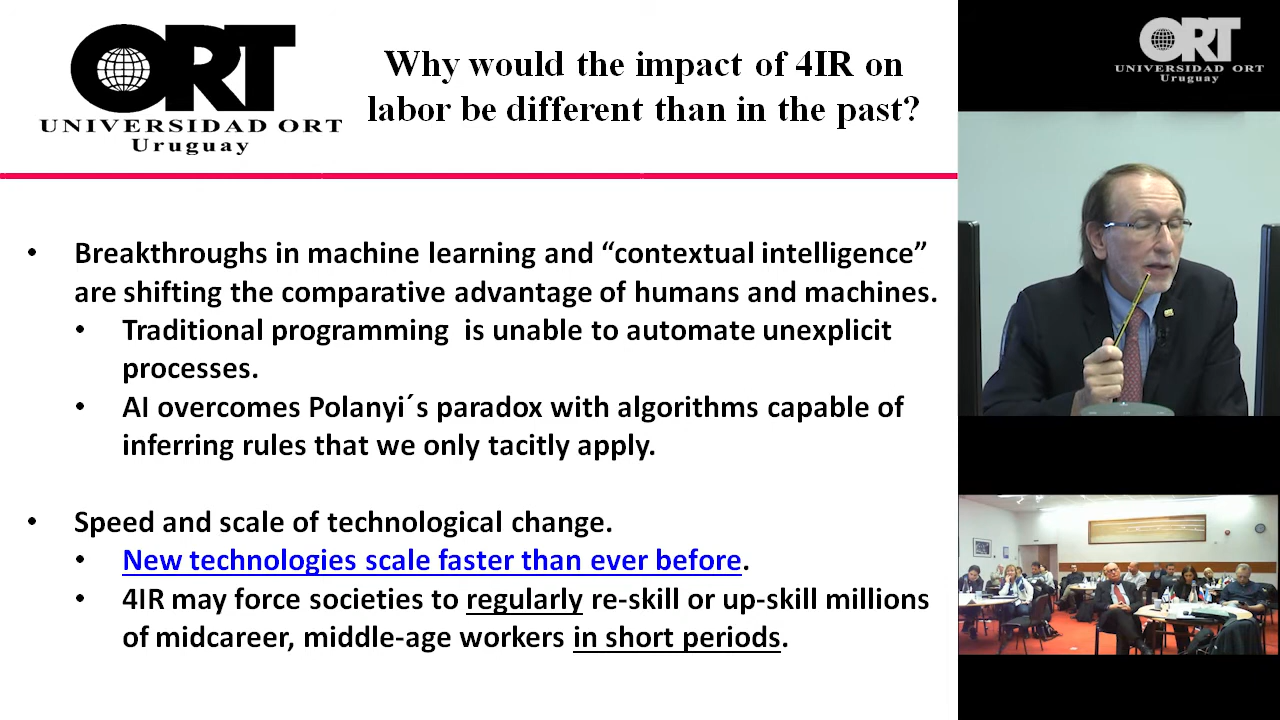 ORT
UNIVERSIDAD ORT
Uruguay
Why would the impact of 4IR on
labor be different than in the past?
• Breakthroughs in machine learning and “contextual intelligence”
are shifting the comparative advantage of humans and machines.
• Traditional programming  is unable to automate unexplicit
processes.
• AI overcomes Polanyi´s paradox with algorithms capable of
inferring rules that we only tacitly apply.
• Speed and scale of technological change.
• New technologies scale faster than ever before.
• 4IR may force societies to regularly re-skill or up-skill millions
of midcareer, middle-age workers in short periods.
ORT
UNIVERSIDAD ORT
Uruguay